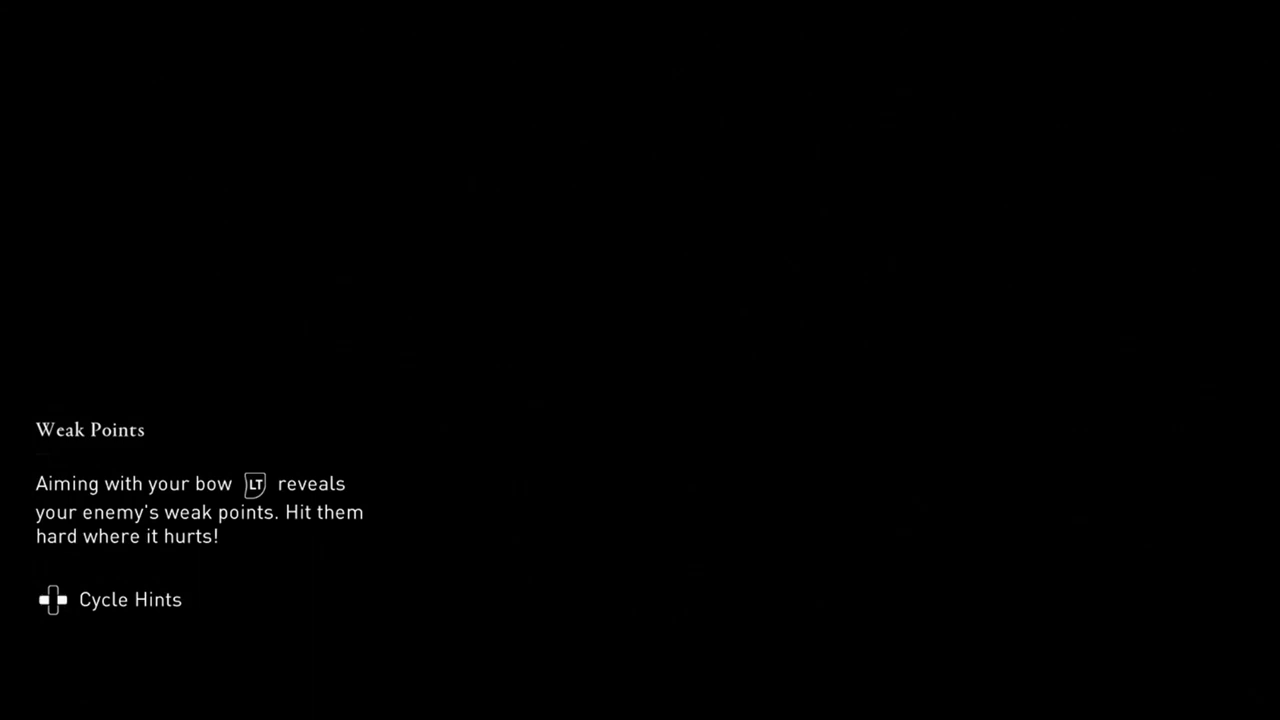 Weak Points
Aiming with your bow LT reveals
your enemy's weak points. Hit them
hard where it hurts!
Cycle Hints